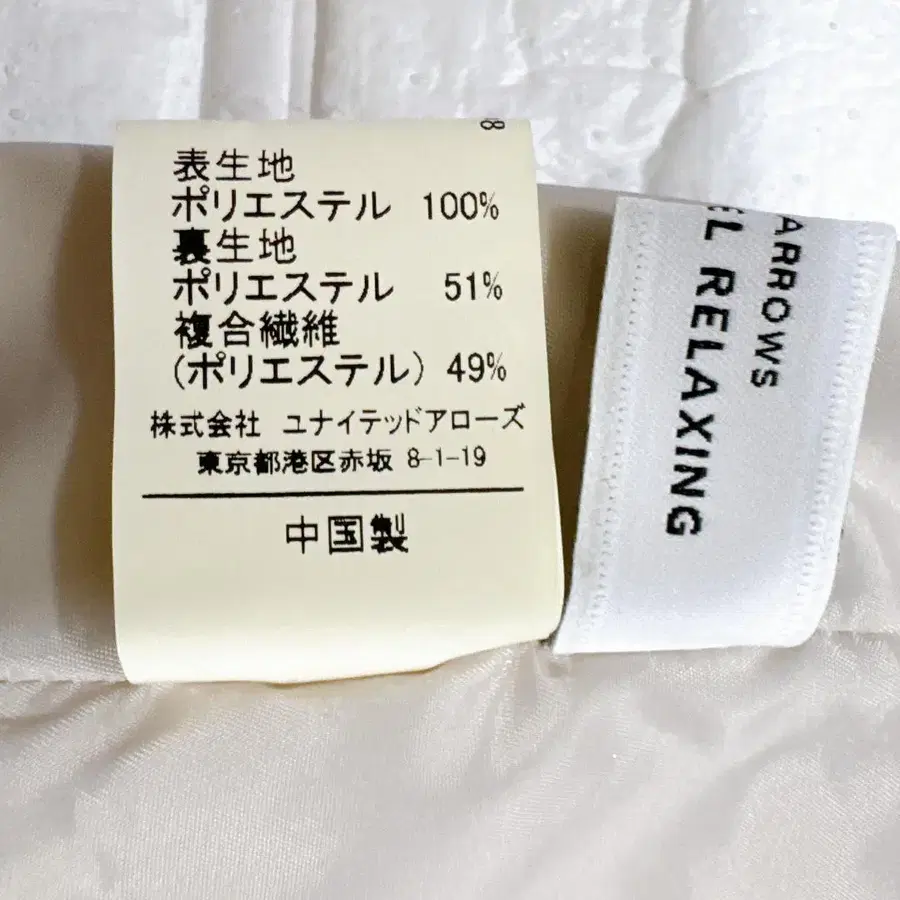 表生地
ポリエステル 100%
裏生地
ポリエステル 51%
複合繊維
(ポリエステル) 49%
株式会社 ユナイテッドアローズ
東京都港区赤坂 8-1-19
中国製
ARROWS
EL RELAXING